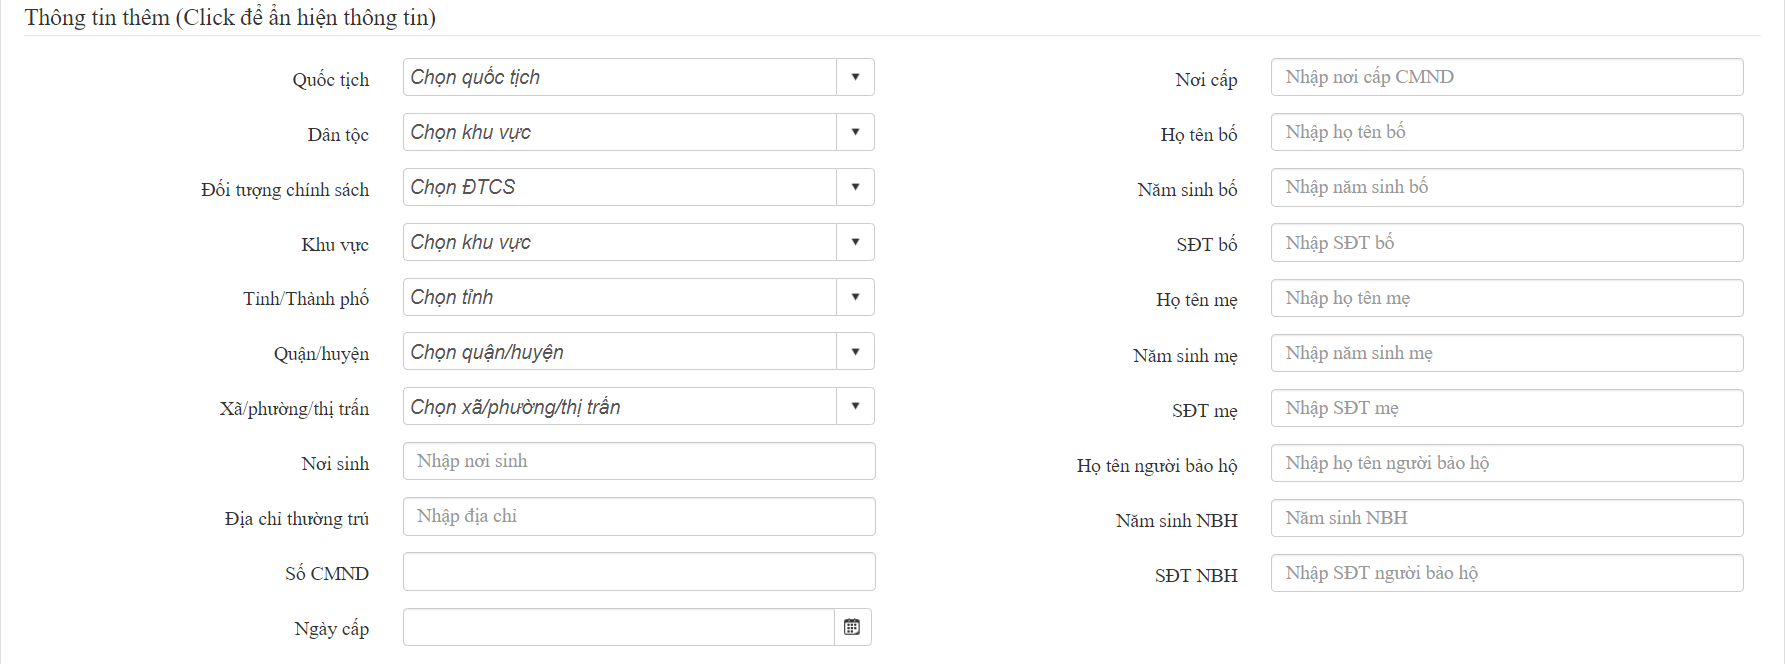 Thông tin thêm (Click để ẩn hiện thông tin)
Quốc tịch
Chọn quốc tịch
Dân tộc
Chọn khu vực
Đối tượng chính sách
Chọn ĐTCS
Khu vực
Chọn khu vực
Tỉnh/Thành phố
Chọn tỉnh
Quận/huyện
Chọn quận/huyện
Xã/phường/thị trấn
Chọn xã/phường/thị trấn
Nơi sinh
Nhập nơi sinh
Địa chỉ thường trú
Nhập địa chỉ
Số CMND
Ngày cấp
Nơi cấp
Nhập nơi cấp CMND
Họ tên bố
Nhập họ tên bố
Năm sinh bố
Nhập năm sinh bố
SĐT bố
Nhập SĐT bố
Họ tên mẹ
Nhập họ tên mẹ
Năm sinh mẹ
Nhập năm sinh mẹ
SĐT mẹ
Nhập SĐT mẹ
Họ tên người bảo hộ
Nhập họ tên người bảo hộ
Năm sinh NBH
Năm sinh NBH
SĐT NBH
Nhập SĐT người bảo hộ